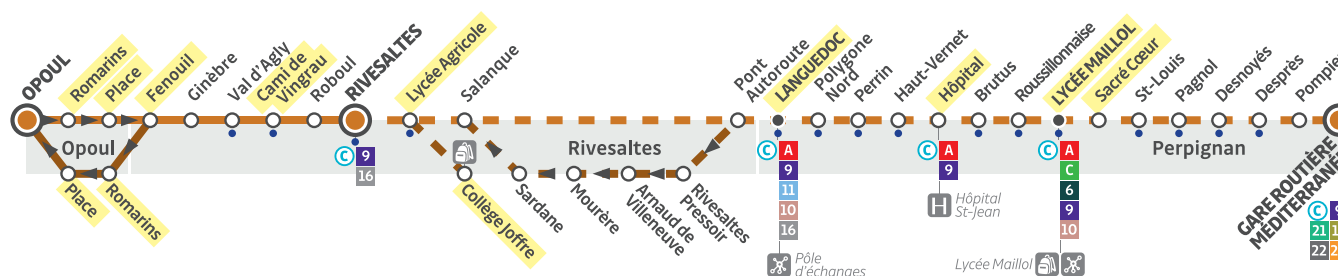 OPOUL
Romarins
Place
Fenouil
Ginèbre
Val d'Agly
Cami de
Vingrau
Roboul
RIVESALTES
Lycée Agricole
Salanque
Pont
Autoroute
LANGUEDOC
Polygone
Nord
Perrin
Haut-Vernet
Hôpital
Brutus
Roussillonnaise
LYCÉE MAILLOL
Sacré Cœur
St-Louis
Pagnol
Desnoyés
Desprès
Opoul
Rivesaltes
Perpignan
Place
Romarins
C 9
16
Collège Joffre
Sardane
Mourère
Arnaud de
Villeneuve
Rivesaltes
Pressoir
C A
9
11
10
16
Pôle
d'échanges
C A
9
H Hôpital
St-Jean
C A
C
6
9
10
Lycée Maillol
GARE ROUTIÈRE
C
21
22